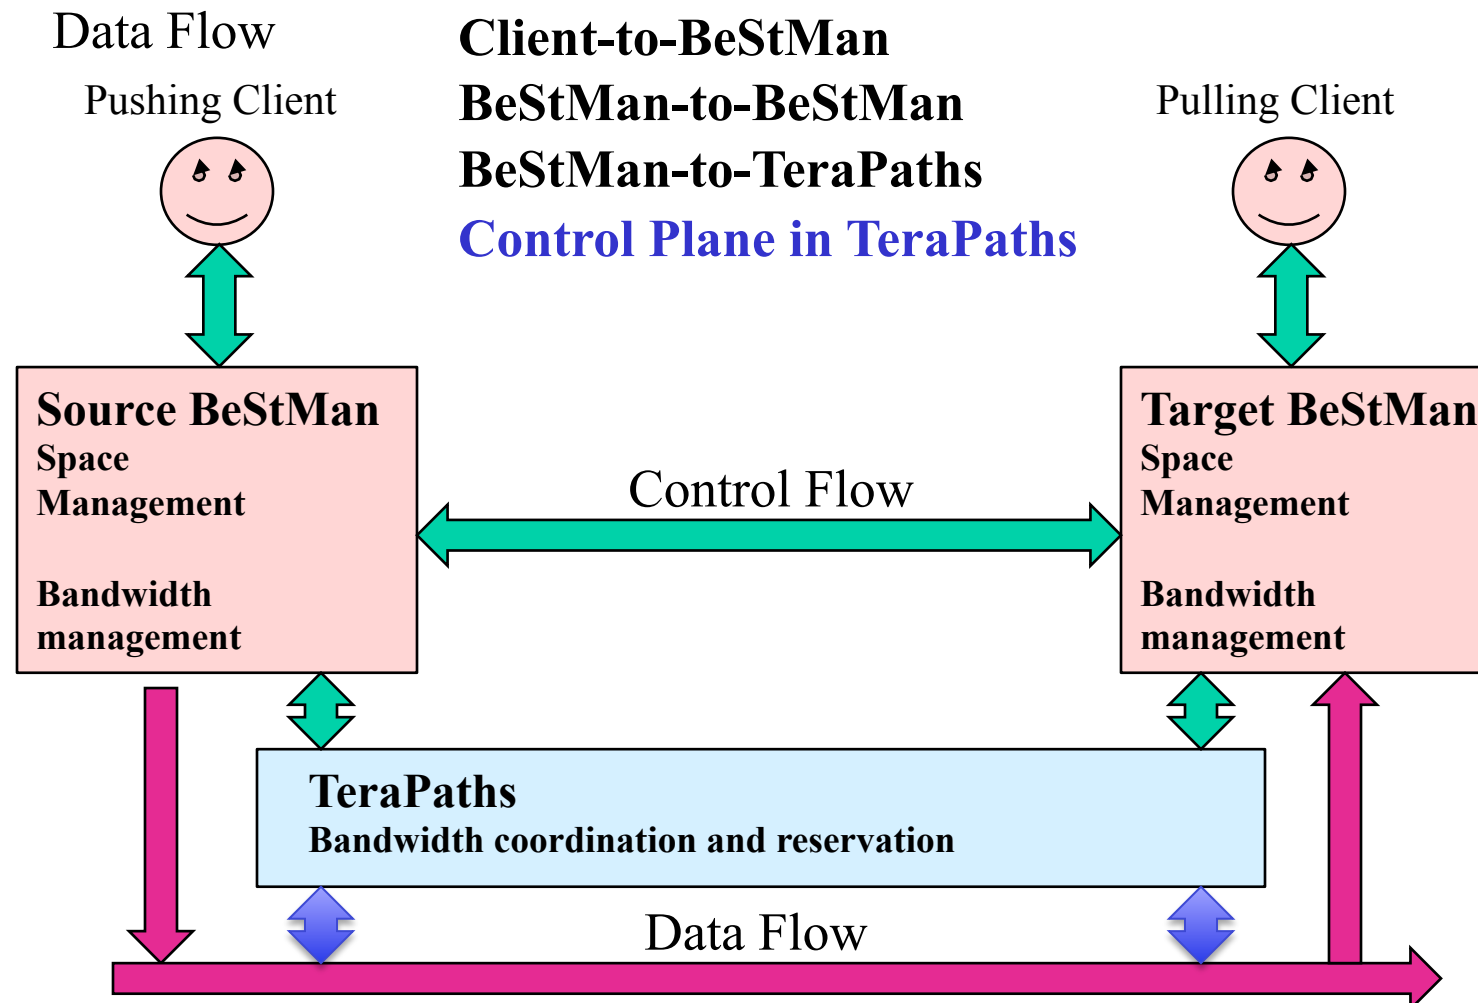 Data Flow
Client-to-BeStMan
Pushing Client
BeStMan-to-BeStMan
Pulling Client
BeStMan-to-TeraPaths
Control Plane in TeraPaths
Source BeStMan
Space
Management
Bandwidth
management
Control Flow
Target BeStMan
Space
Management
Bandwidth
management
TeraPaths
Bandwidth coordination and reservation
Data Flow